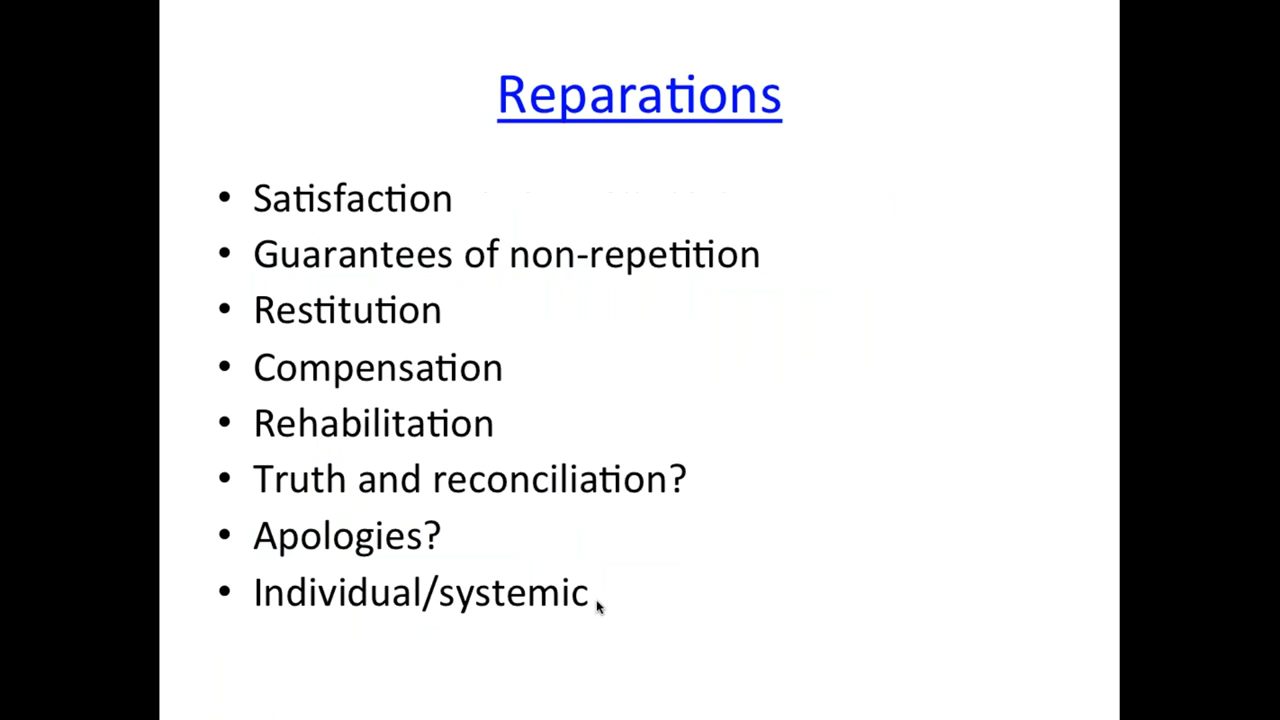 Reparations
• Satisfaction
• Guarantees of non-repetition
• Restitution
• Compensation
• Rehabilitation
• Truth and reconciliation?
• Apologies?
• Individual/systemic